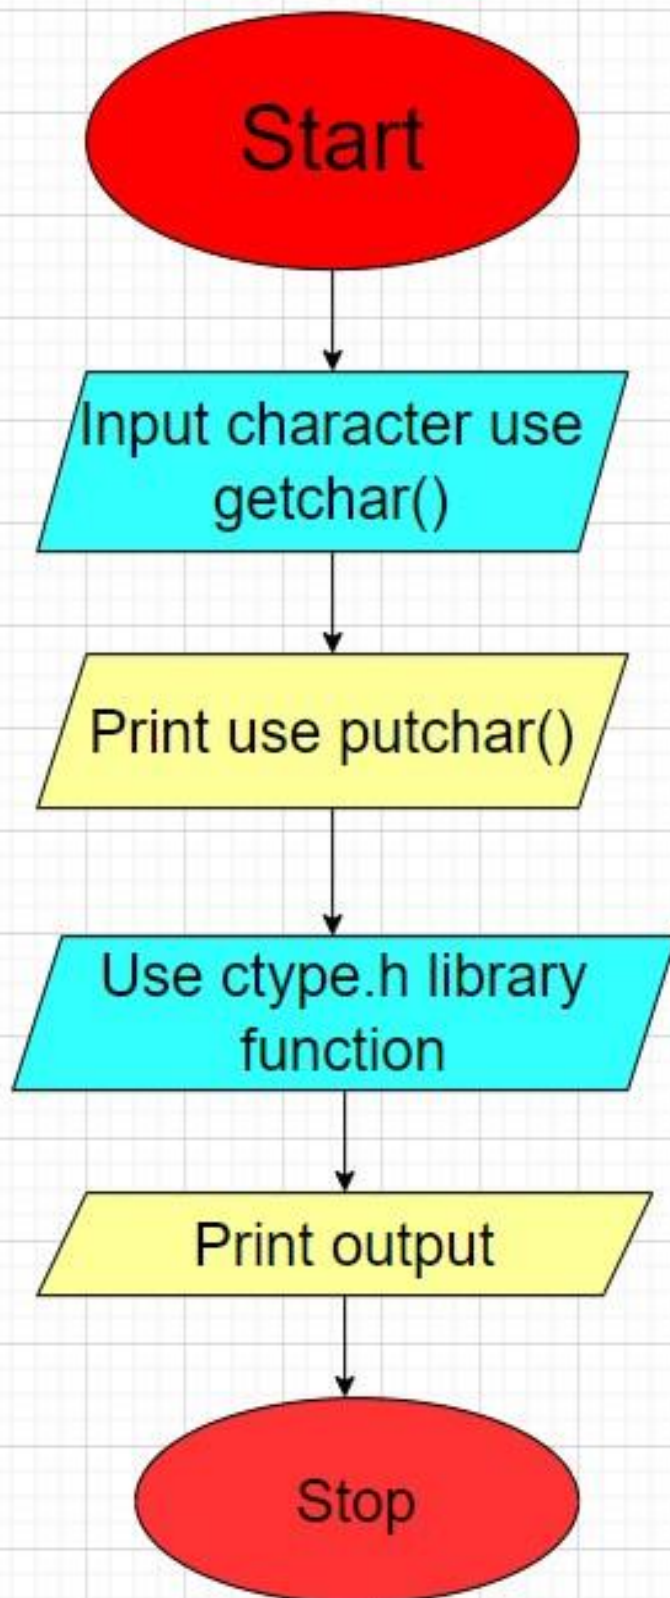 Start
Input character use
getchar()
Print use putchar()
Use ctype.h library
function
Print output
Stop